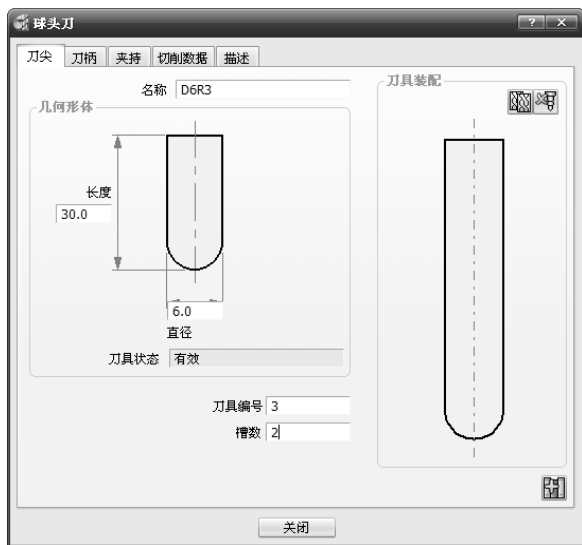 球头刀
刀尖 刀柄 夹持 切削数据 描述
名称 D6R3
几何形体
长度
30.0
6.0
直径
刀具状态 有效
刀具编号 3
槽数 2
刀具装配
关闭